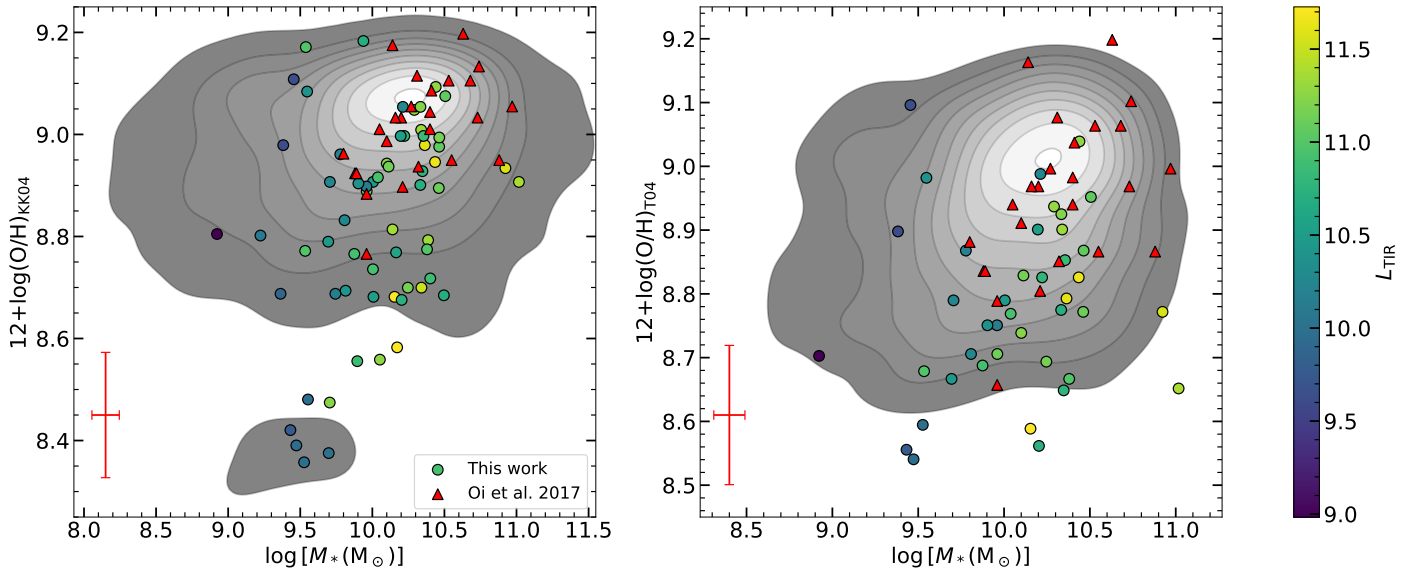 12+log(O/H)KK04
9.2
9.0
8.8
8.6
8.4
8.0 8.5 9.0 9.5 10.0 10.5 11.0 11.5
log[M*(M⊙)]
This work
Oi et al. 2017
12+log(O/H)T04
9.2
9.1
9.0
8.9
8.8
8.7
8.6
8.5
8.5 9.0 9.5 10.0 10.5 11.0
log[M*(M⊙)]
11.5
11.0
10.5
10.0
9.5
9.0
LTIR